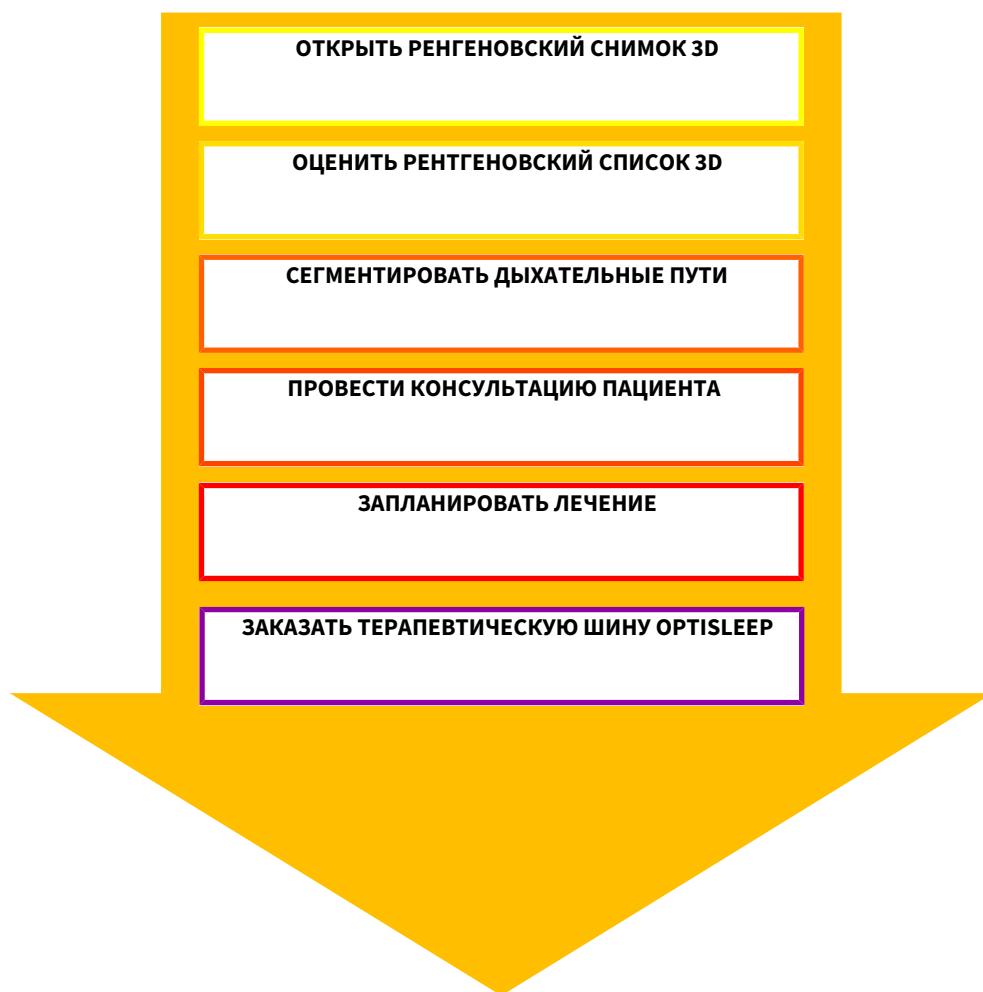 ОТКРЫТЬ РЕНГЕНОВСКИЙ СНИМОК 3D
ОЦЕНИТЬ РЕНТГЕНОВСКИЙ СПИСОК 3D
СЕГМЕНТИРОВАТЬ ДЫХАТЕЛЬНЫЕ ПУТИ
ПРОВЕСТИ КОНСУЛЬТАЦИЮ ПАЦИЕНТА
ЗАПЛАНИРОВАТЬ ЛЕЧЕНИЕ
ЗАКАЗАТЬ ТЕРАПЕВТИЧЕСКУЮ ШИНУ OPTISLEEP